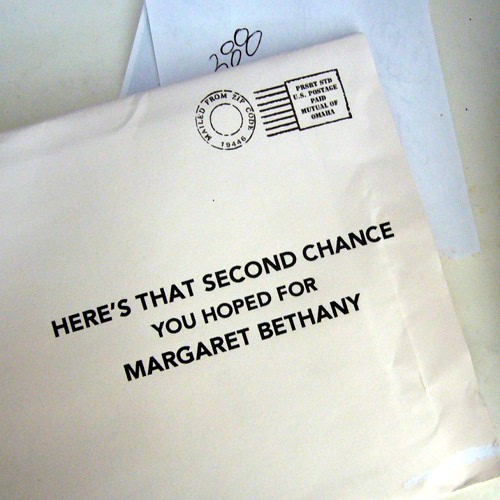 MAILED FROM ZIP CODE
19446
PRSRT STD
U.S. POSTAGE
PAID
MUTUAL OF
OMAHA
HERE'S THAT SECOND CHANCE
YOU HOPED FOR
MARGARET BETHANY